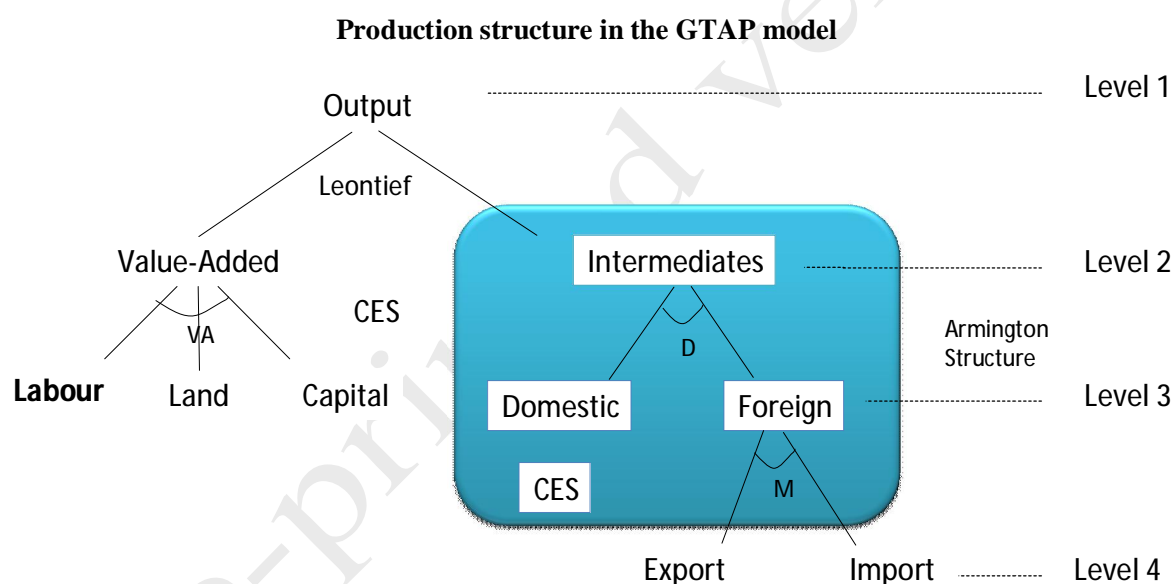 Production structure in the GTAP model
Level 1
Output
Leontief
Value-Added
Intermediates
Level 2
CES
VA
D
Armington
Structure
Labour
Land
Capital
Domestic
Foreign
Level 3
CES
M
Export
Import
Level 4